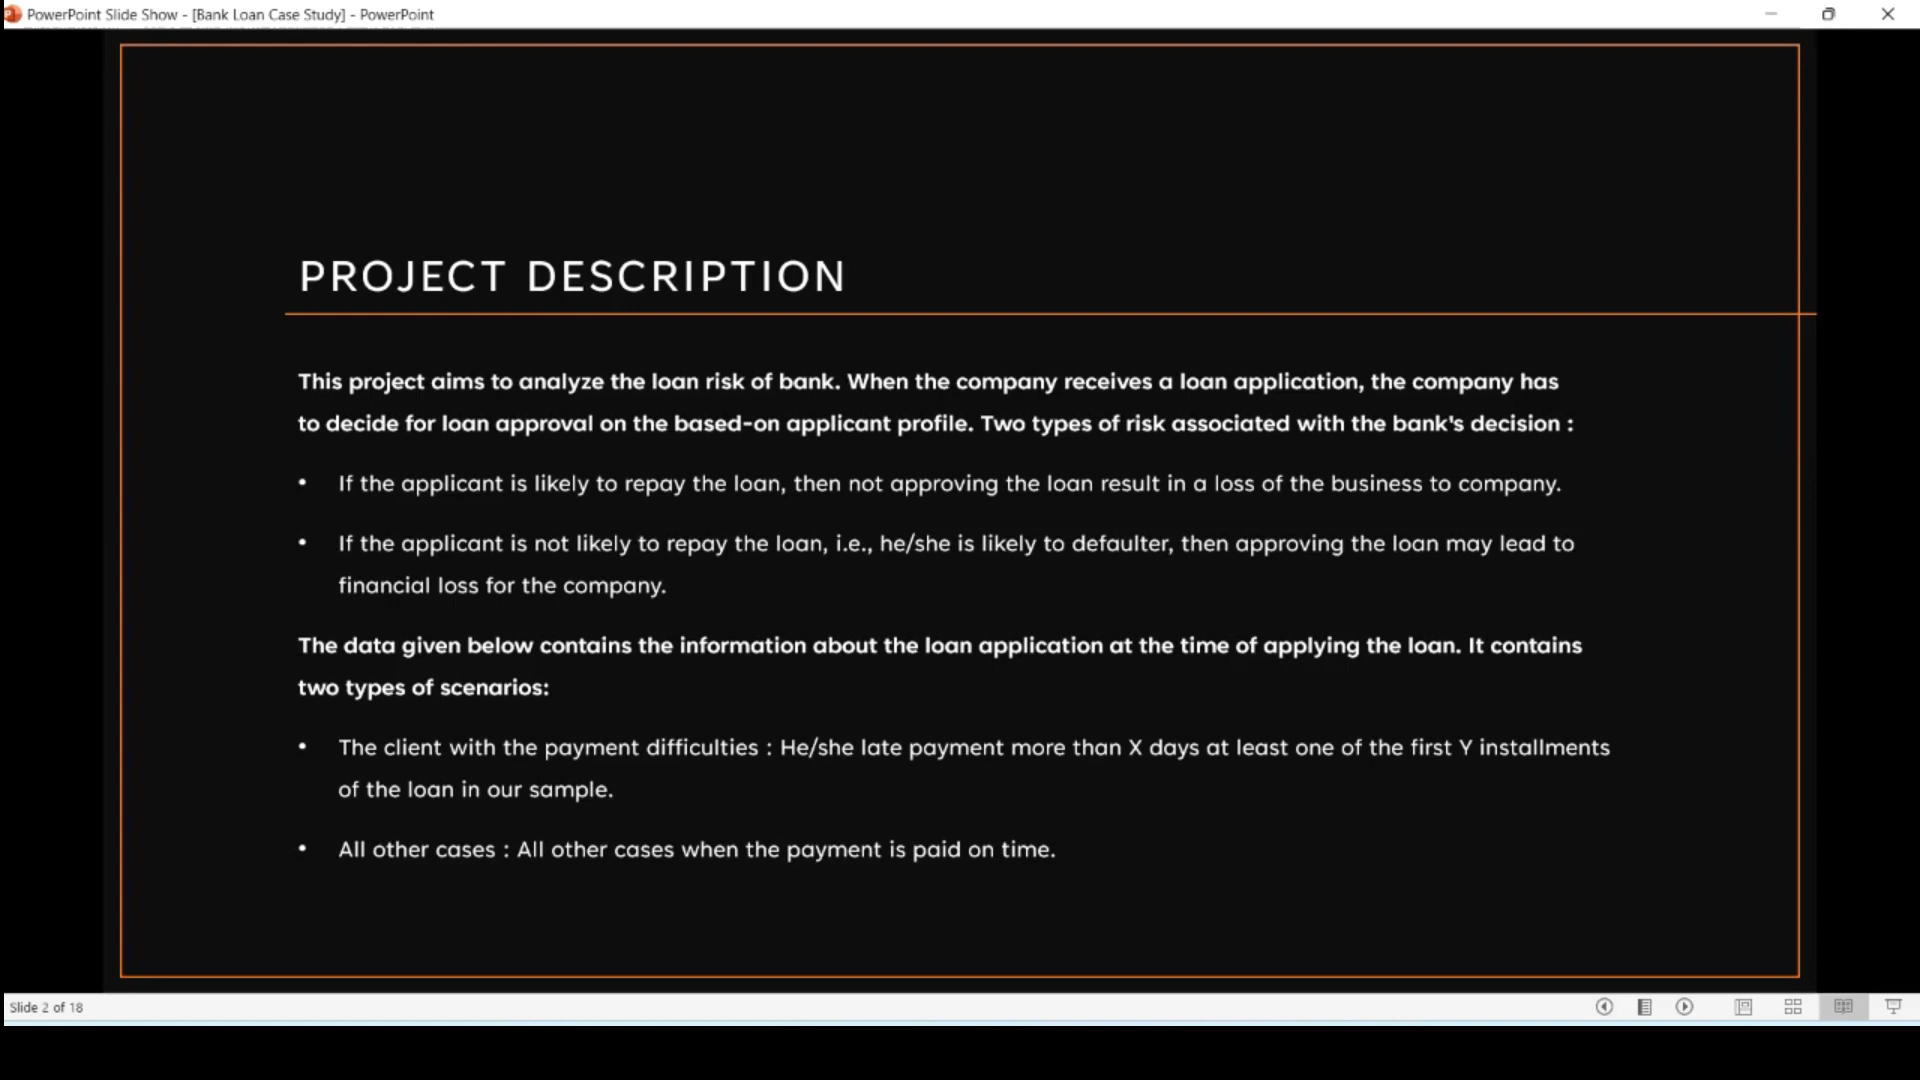 PowerPoint Slide Show - [Bank Loan Case Study] - PowerPoint
PROJECT DESCRIPTION
This project aims to analyze the loan risk of bank. When the company receives a loan application, the company has
to decide for loan approval on the based-on applicant profile. Two types of risk associated with the bank's decision :
• If the applicant is likely to repay the loan, then not approving the loan result in a loss of the business to company.
• If the applicant is not likely to repay the loan, i.e., he/she is likely to defaulter, then approving the loan may lead to
financial loss for the company.
The data given below contains the information about the loan application at the time of applying the loan. It contains
two types of scenarios:
• The client with the payment difficulties : He/she late payment more than X days at least one of the first Y installments
of the loan in our sample.
• All other cases : All other cases when the payment is paid on time.
Slide 2 of 18